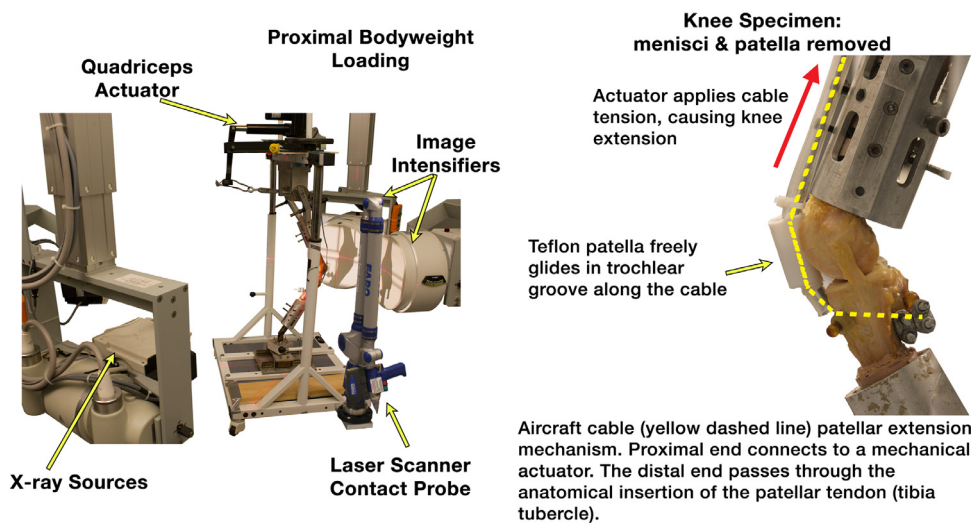 Proximal Bodyweight
Loading
Quadriceps
Actuator
Image
Intensifiers
FARO
X-ray Sources
Laser Scanner
Contact Probe
Knee Specimen:
menisci & patella removed
Actuator applies cable
tension, causing knee
extension
Teflon patella freely
glides in trochlear
groove along the cable
Aircraft cable (yellow dashed line) patellar extension
mechanism. Proximal end connects to a mechanical
actuator. The distal end passes through the
anatomical insertion of the patellar tendon (tibia
tubercle).